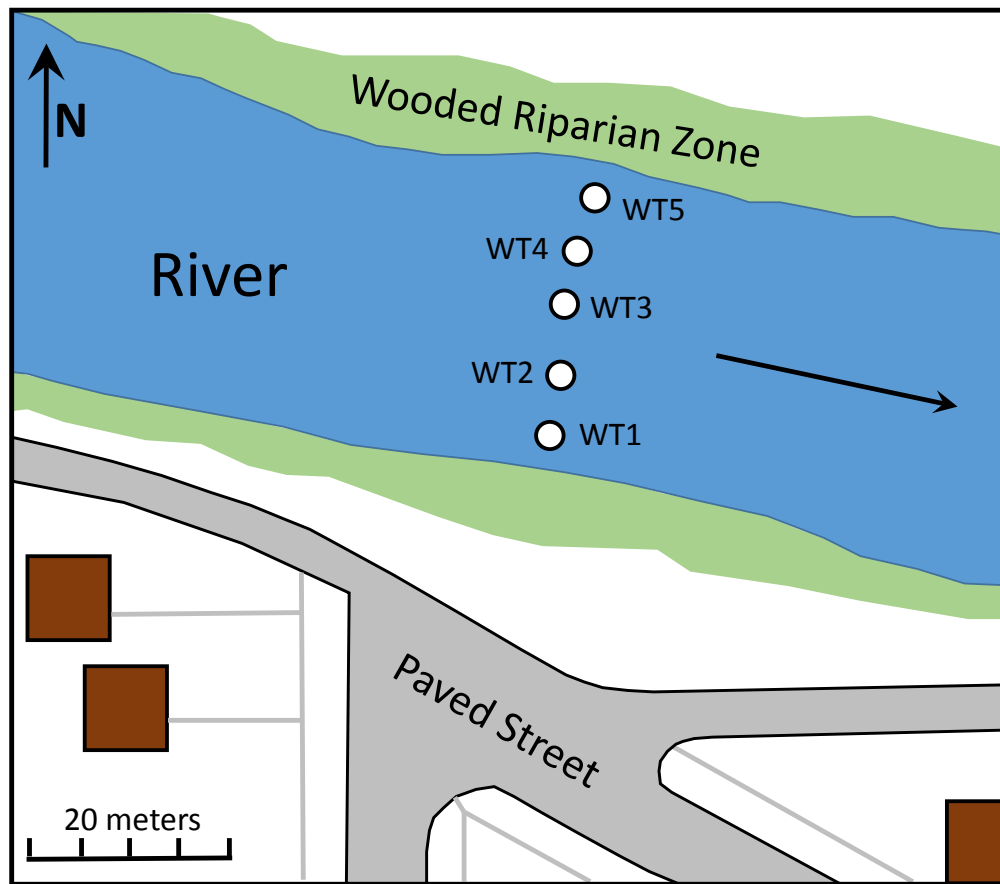 N
Wooded Riparian Zone
WT5
WT4
River
WT3
WT2
WT1
Paved Street
20 meters